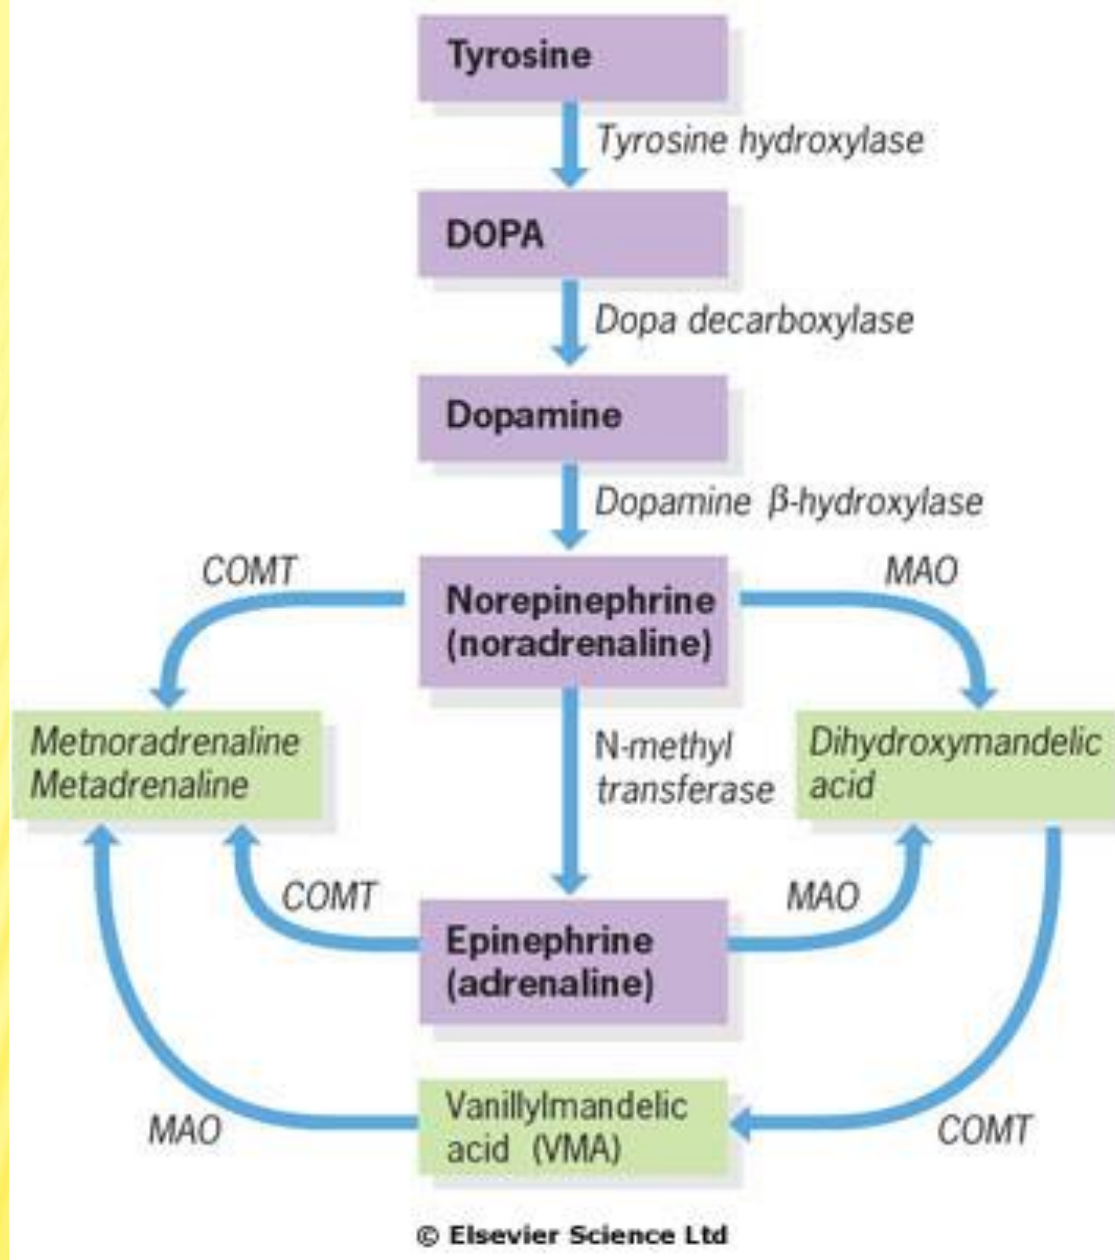 Tyrosine
Tyrosine hydroxylase
DOPA
Dopa decarboxylase
Dopamine
Dopamine β-hydroxylase
COMT
MAO
Norepinephrine
(noradrenaline)
Metnoradrenaline
Metadrenaline
N-methyl
transferase
Dihydroxymandelic
acid
COMT
MAO
Epinephrine
(adrenaline)
Vanillylmandelic
acid (VMA)
MAO
COMT
© Elsevier Science Ltd